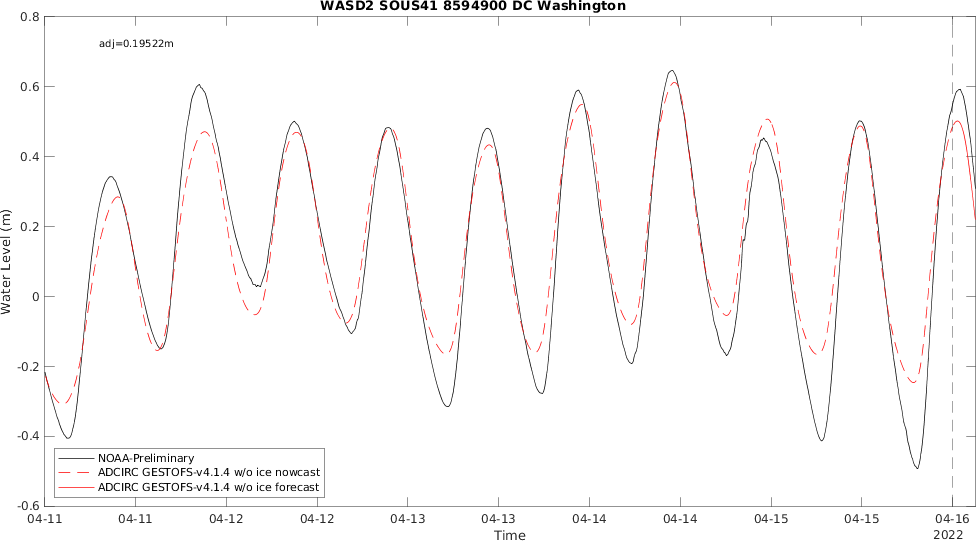 WASD2 SOUS41 8594900 DC Washington
adj=0.19522m
0.8
0.6
0.4
0.2
0
-0.2
-0.4
-0.6
Water Level (m)
NOAA-Preliminary
ADCIRC GESTOFS-v4.1.4 w/o ice nowcast
ADCIRC GESTOFS-v4.1.4 w/o ice forecast
04-11 04-11 04-12 04-12 04-13 04-13 04-14 04-14 04-15 04-15 04-16
2022
Time